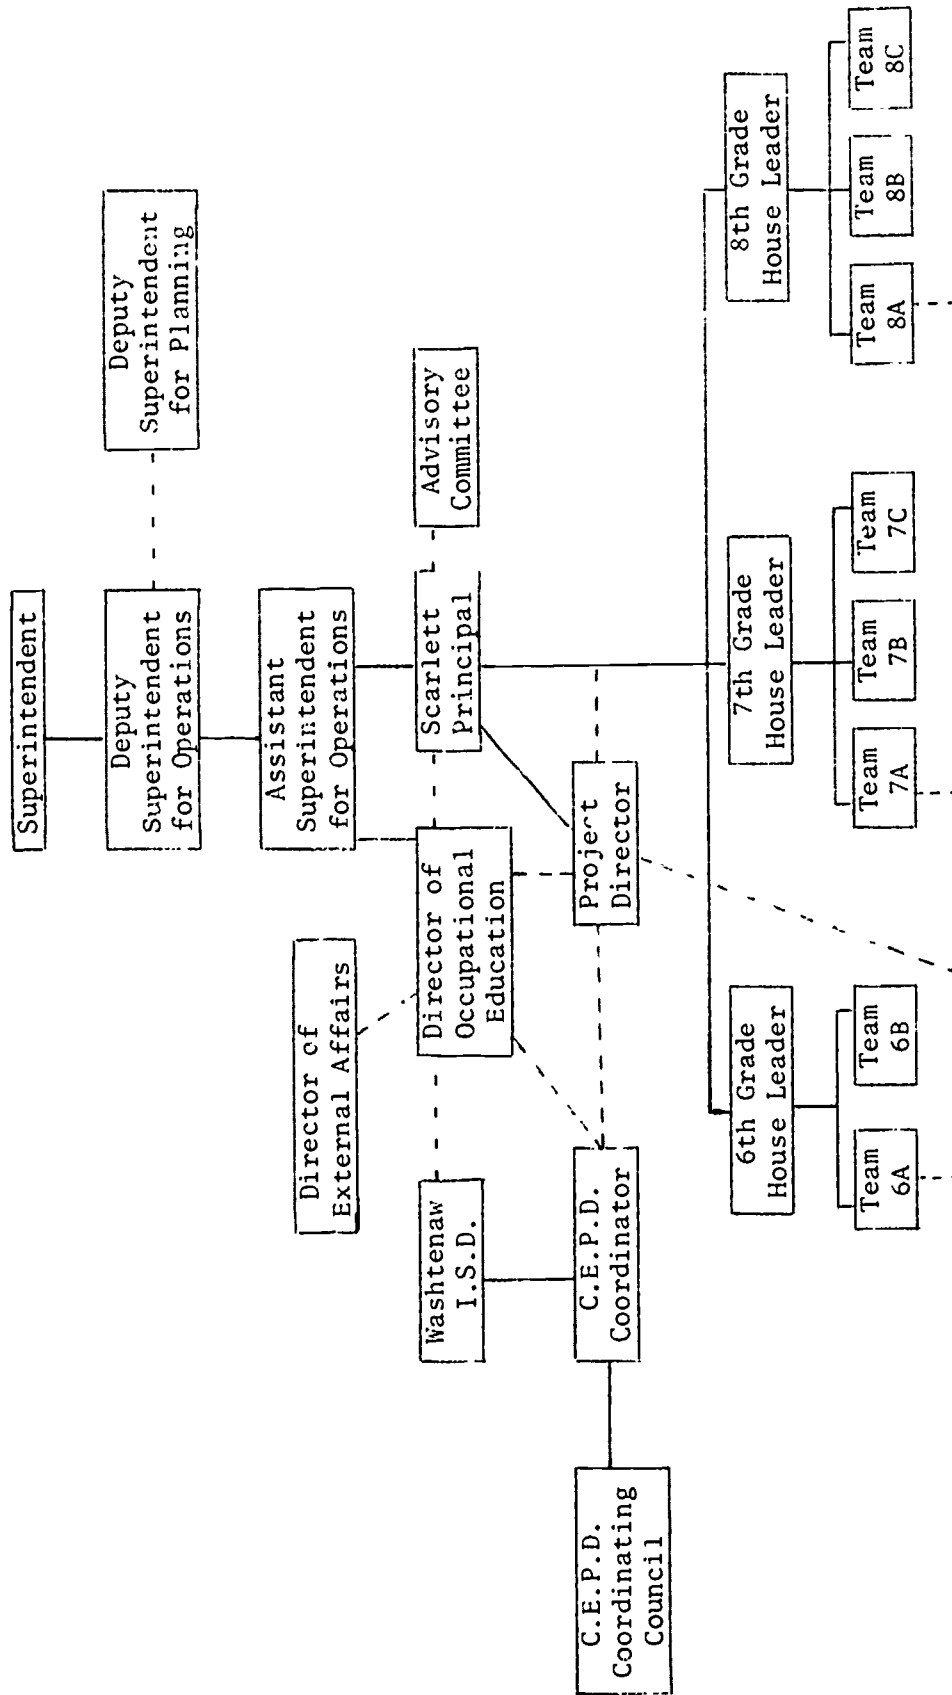 Superintendent
Deputy
Superintendent
for Operations
Deputy
Superintendent
for Planning
Assistant
Superintendent
for Operations
Director of
External Affairs
Washtenaw
I.S.D.
Director of
Occupational
Education
Scarlett
Principal
Advisory
Committee
C.E.P.D.
Coordinating
Council
C.E.P.D.
Coordinator
Project
Director
6th Grade
House Leader
7th Grade
House Leader
8th Grade
House Leader
Team
6A
Team
6B
Team
7A
Team
7B
Team
7C
Team
8A
Team
8B
Team
8C